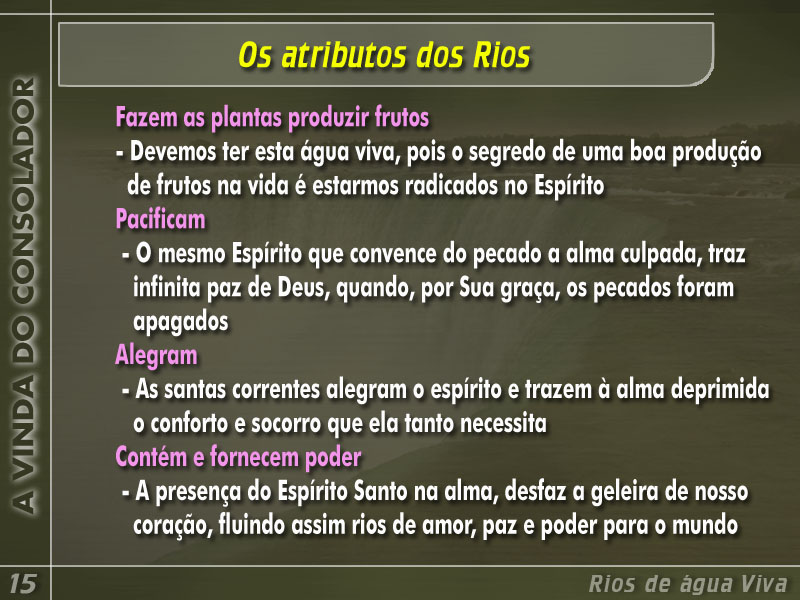 Os atributos dos Rios
A VINDA DO CONSOLADOR
Fazem as plantas produzir frutos
- Devemos ter esta água viva, pois o segredo de uma boa produção
de frutos na vida é estarmos radicados no Espírito
Pacificam
- O mesmo Espírito que convence do pecado a alma culpada, traz
infinita paz de Deus, quando, por Sua graça, os pecados foram
apagados
Alegram
- As santas correntes alegram o espírito e trazem à alma deprimida
o conforto e socorro que ela tanto necessita
Contém e fornecem poder
- A presença do Espírito Santo na alma, desfaz a geleira de nosso
coração, fluindo assim rios de amor, paz e poder para o mundo
15
Rios de água Viva